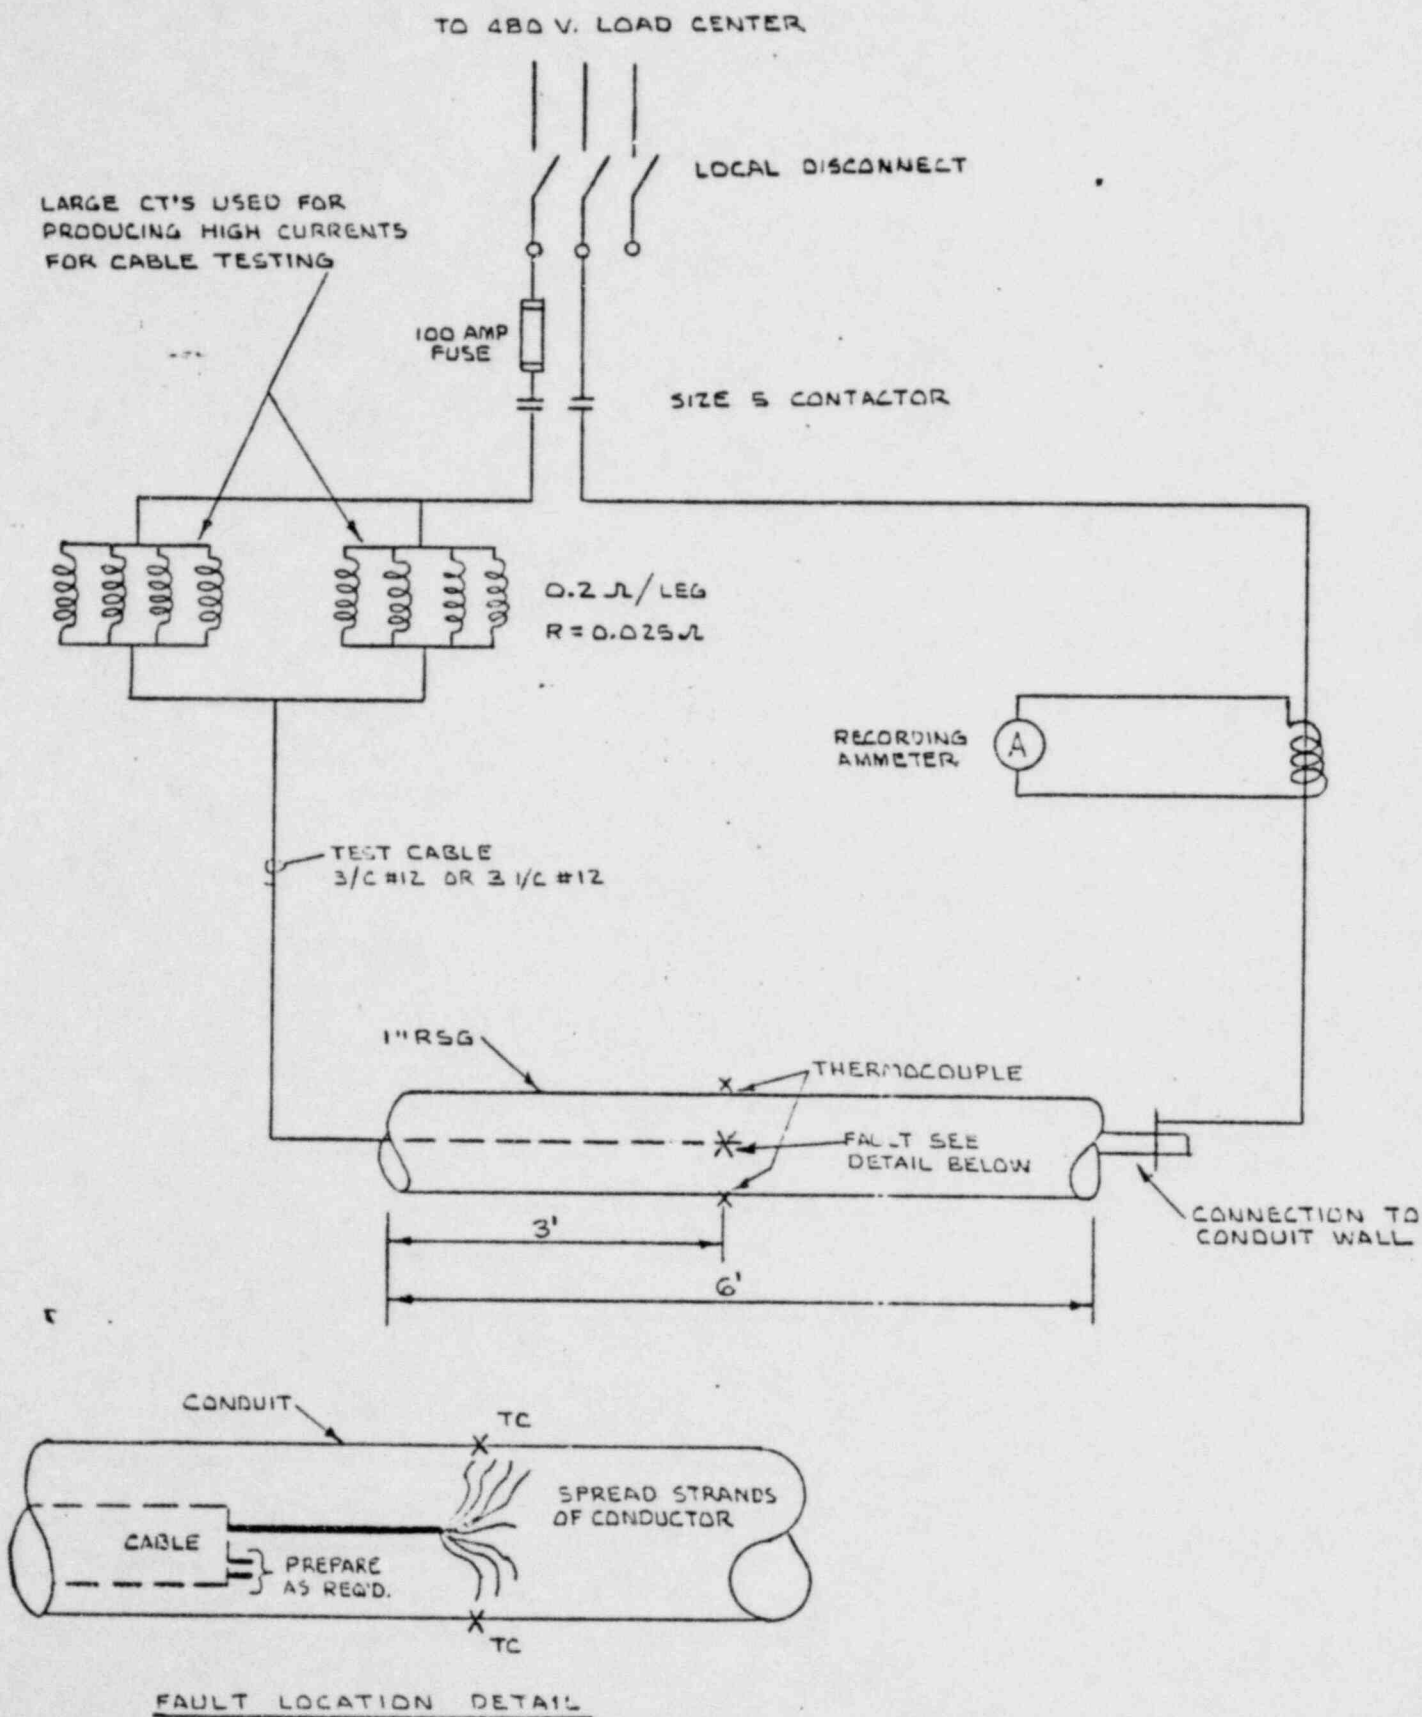 TO 480 V. LOAD CENTER
LOCAL DISCONNECT
LARGE CT'S USED FOR
PRODUCING HIGH CURRENTS
FOR CABLE TESTING
100 AMP
FUSE
SIZE 5 CONTACTOR
0.2 Ω/LEG
R = 0.025 Ω
RECORDING
AMMETER
A
TEST CABLE
3/C #12 OR 3 1/C #12
1" RSG
THERMOCOUPLE
FAULT SEE
DETAIL BELOW
CONNECTION TO
CONDUIT WALL
3'
6'
CONDUIT
TC
SPREAD STRANDS
OF CONDUCTOR
CABLE
PREPARE
AS REQ'D.
TC
FAULT LOCATION DETAIL